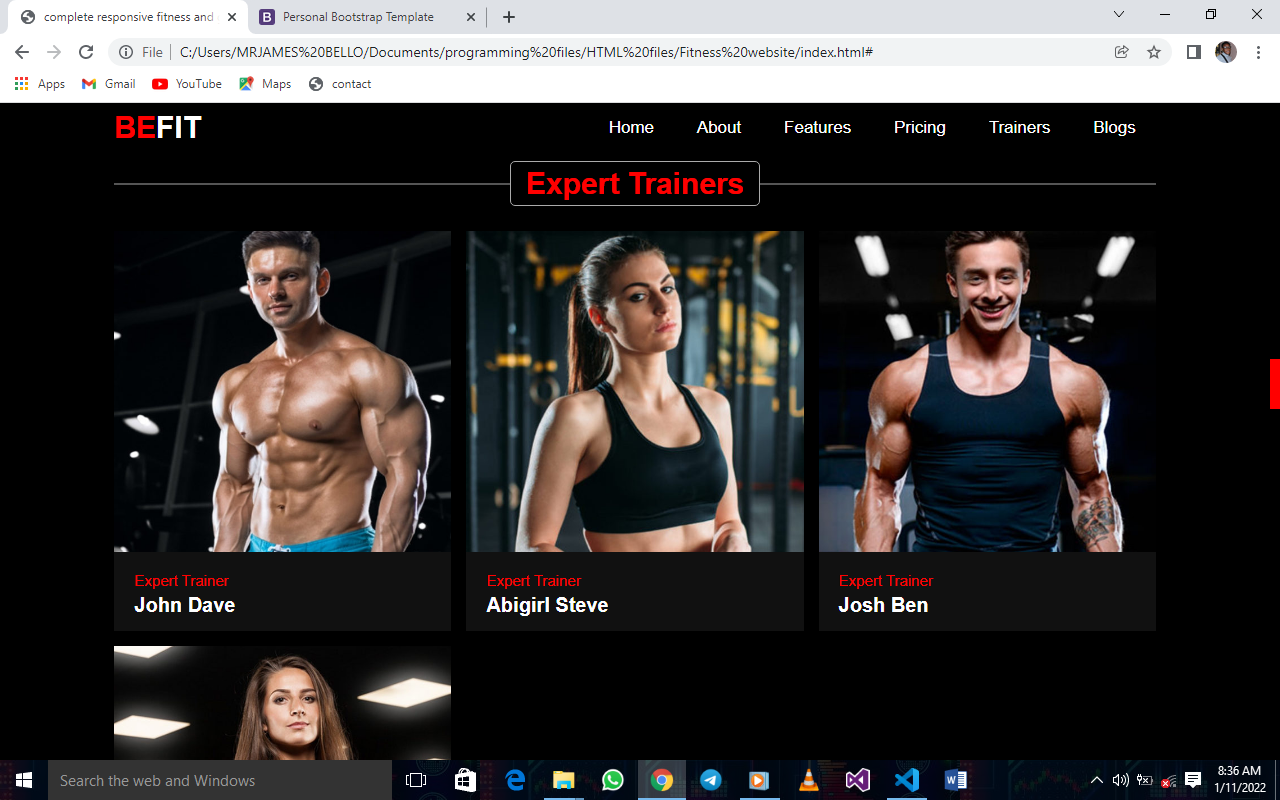 complete responsive fitness and
Personal Bootstrap Template
File C:/Users/MRJAMES%20BELLO/Documents/programming%20files/HTML%20files/Fitness%20website/index.html#
Apps Gmail YouTube Maps contact
BEFIT Home About Features Pricing Trainers Blogs
Expert Trainers
Expert Trainer
John Dave
Expert Trainer
Abigirl Steve
Expert Trainer
Josh Ben
Search the web and Windows
8:36 AM
1/11/2022